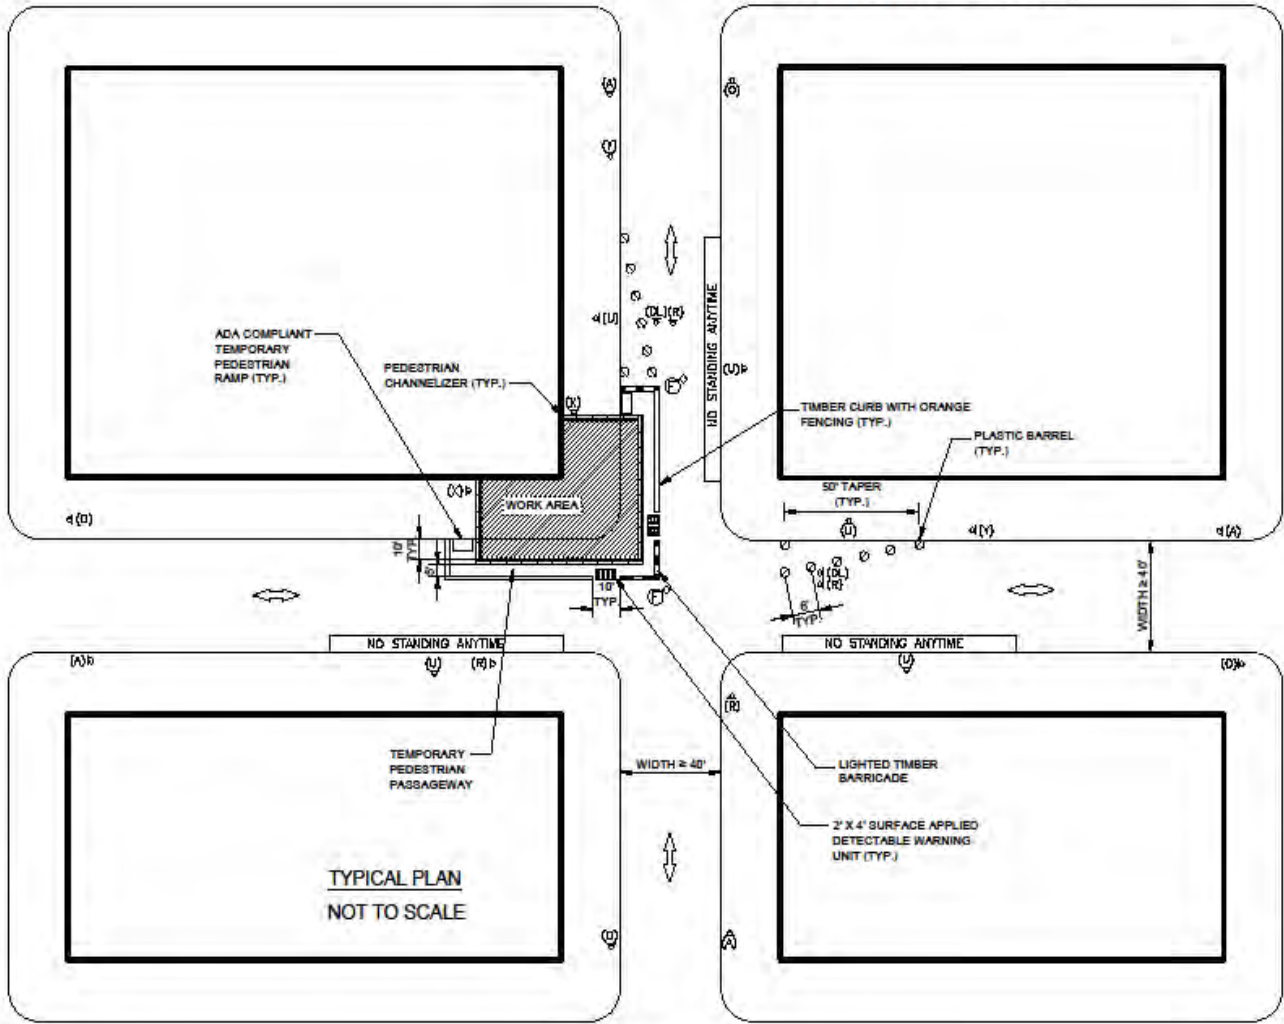 (A)
(O)
(Y)
ADA COMPLIANT
TEMPORARY
PEDESTRIAN
RAMP (TYP.)
(U)
(DL)(R)
NO STANDING ANYTIME
(U)
PEDESTRIAN
CHANNELIZER (TYP.)
F
(X)
TIMBER CURB WITH ORANGE
FENCING (TYP.)
PLASTIC BARREL
(TYP.)
(X)
WORK AREA
50' TAPER
(TYP.)
(O)
(U)
(Y)
(A)
10'
TYP.
5'
10'
TYP.
F
(DL)
(R)
6'
TYP.
WIDTH ≥ 40'
NO STANDING ANYTIME
NO STANDING ANYTIME
(A)
(U)
(R)
(U)
(O)
(R)
TEMPORARY
PEDESTRIAN
PASSAGEWAY
WIDTH ≥ 40'
LIGHTED TIMBER
BARRICADE
2' X 4' SURFACE APPLIED
DETECTABLE WARNING
UNIT (TYP.)
TYPICAL PLAN
NOT TO SCALE
(O)
(A)